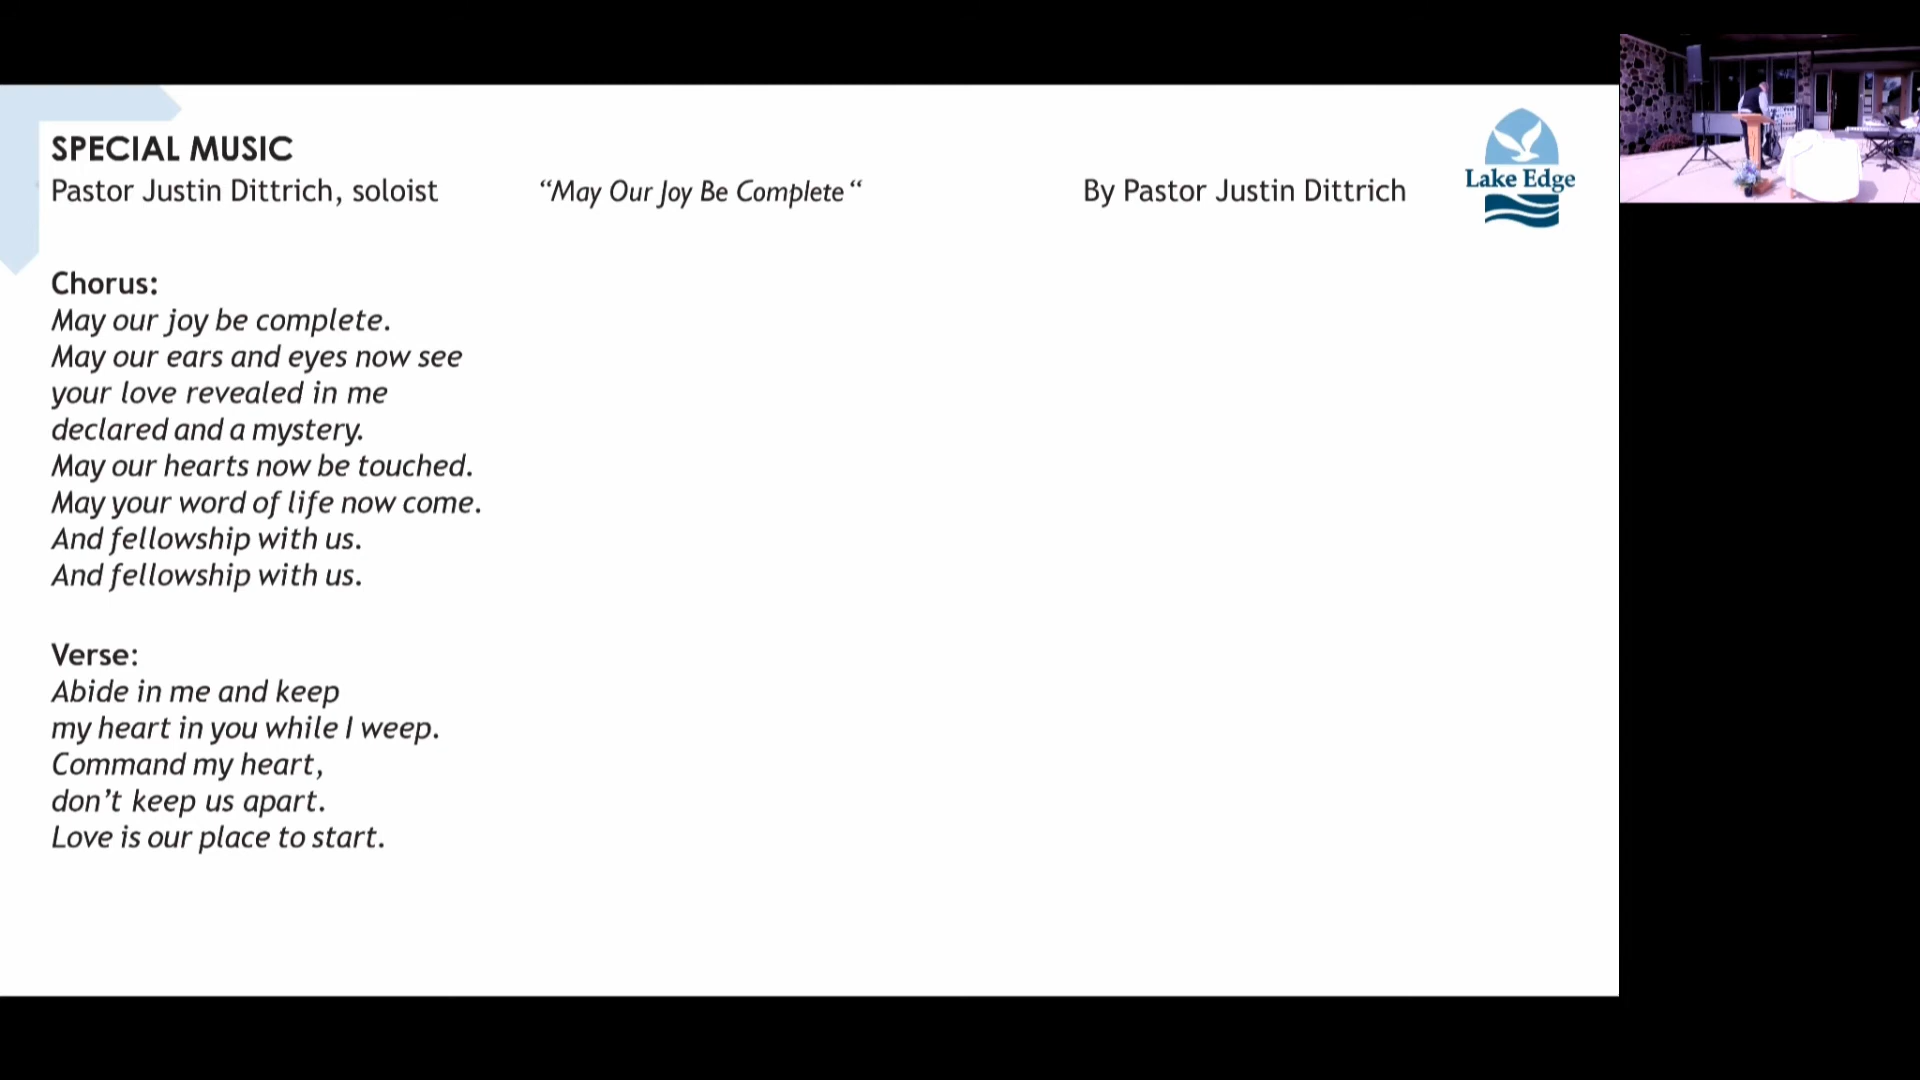 SPECIAL MUSIC
Pastor Justin Dittrich, soloist “May Our Joy Be Complete“ By Pastor Justin Dittrich
Lake Edge
Chorus:
May our joy be complete.
May our ears and eyes now see
your love revealed in me
declared and a mystery.
May our hearts now be touched.
May your word of life now come.
And fellowship with us.
And fellowship with us.
Verse:
Abide in me and keep
my heart in you while I weep.
Command my heart,
don’t keep us apart.
Love is our place to start.